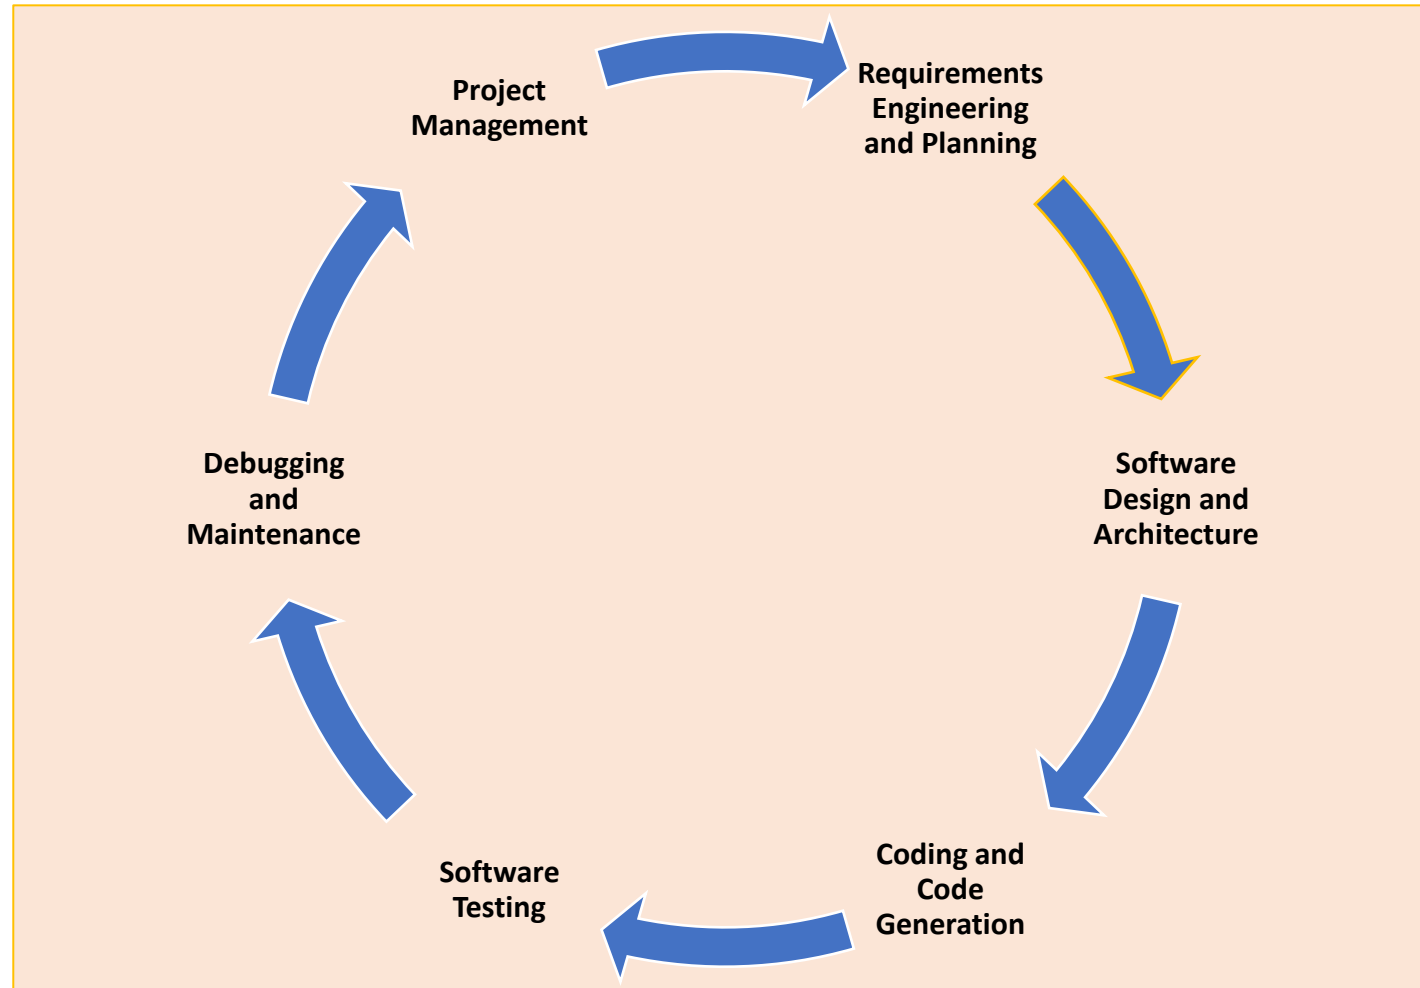 Project
Management
Requirements
Engineering
and Planning
Software
Design and
Architecture
Coding and
Code
Generation
Software
Testing
Debugging
and
Maintenance